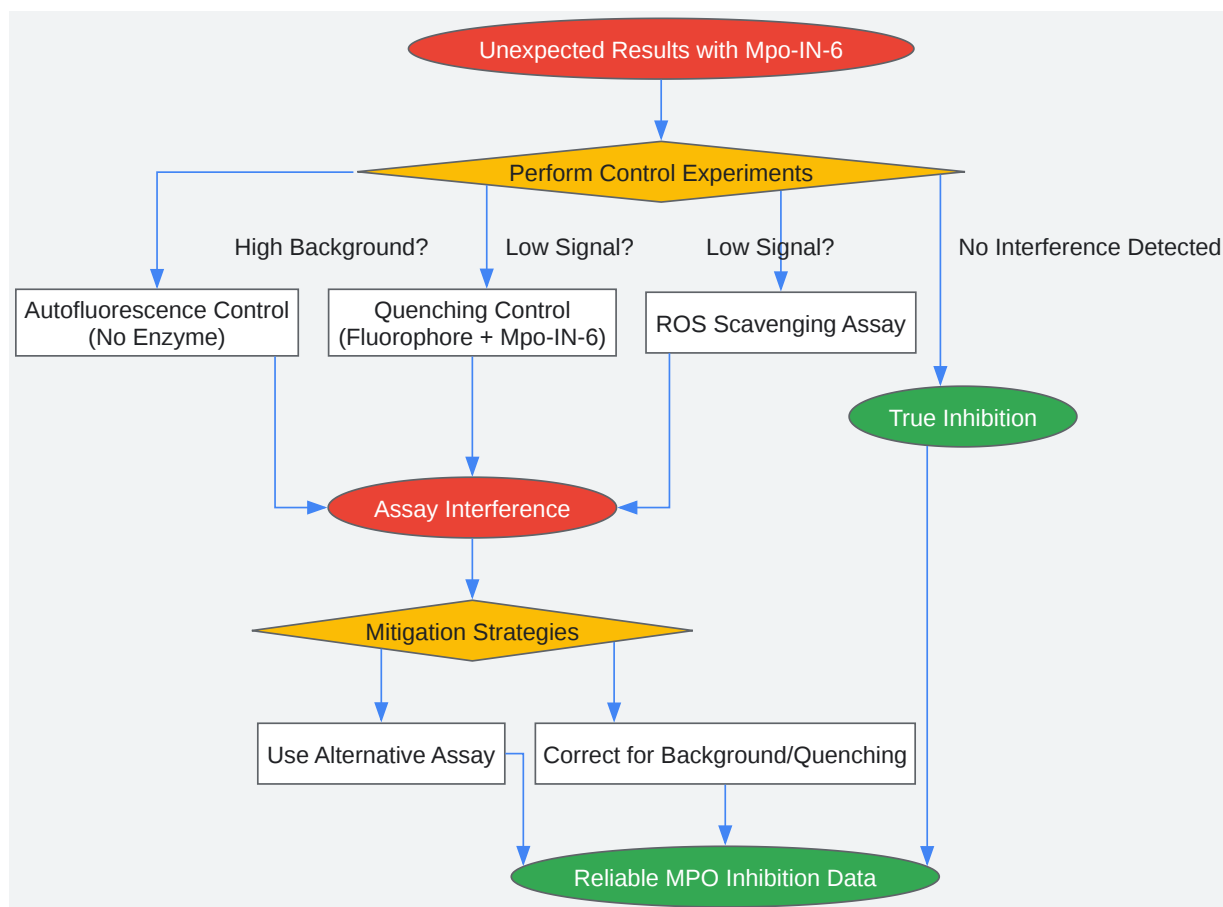 Unexpected Results with Mpo-IN-6
Perform Control Experiments
High Background?
Low Signal?
Low Signal?
No Interference Detected
Autofluorescence Control
(No Enzyme)
Quenching Control
(Fluorophore + Mpo-IN-6)
ROS Scavenging Assay
True Inhibition
Assay Interference
Mitigation Strategies
Use Alternative Assay
Correct for Background/Quenching
Reliable MPO Inhibition Data